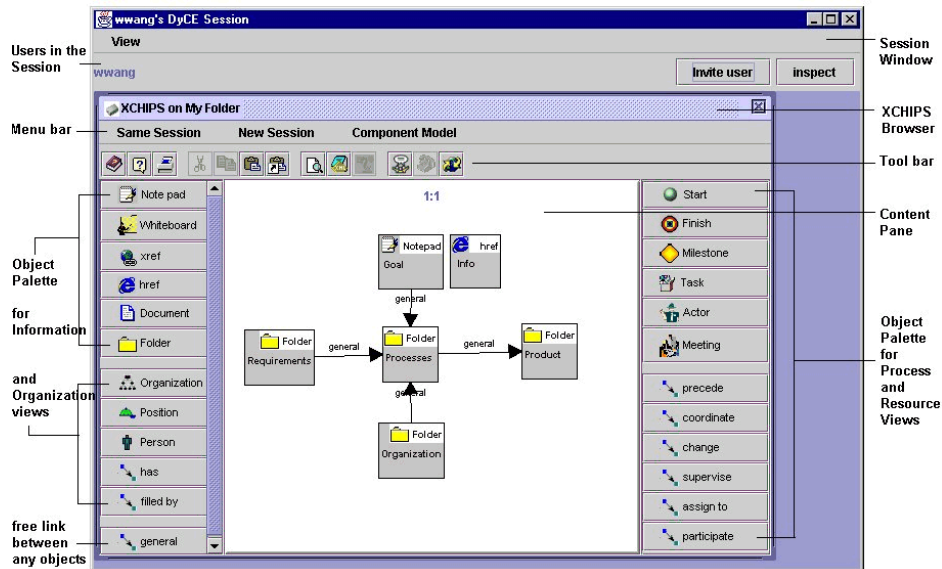 wwang's DyCE Session
View
wwang
Invite user
inspect
XCHIPS on My Folder
Same Session New Session Component Model
1:1
Note pad
Whiteboard
xref
href
Document
Folder
Organization
Position
Person
has
filled by
general
Notepad
Goal
href
Info
general
Folder
Requirements
general
Folder
Processes
general
Folder
Product
general
Folder
Organization
Start
Finish
Milestone
Task
Actor
Meeting
precede
coordinate
change
supervise
assign to
participate
Users in the
Session
Menu bar
Object
Palette
for
Information
and
Organization
views
free link
between
any objects
Session
Window
XCHIPS
Browser
Tool bar
Content
Pane
Object
Palette
for
Process
and
Resource
Views